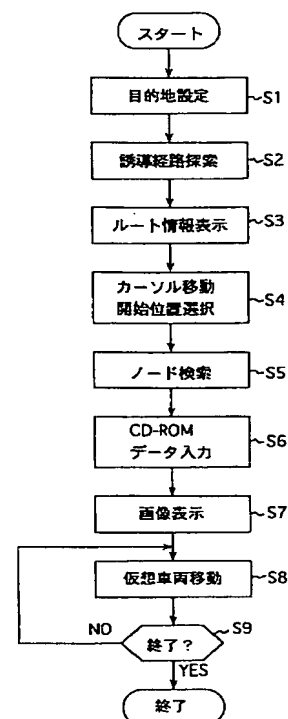 スタート
目的地設定 S1
誘導経路探索 S2
ルート情報表示 S3
カーソル移動
開始位置選択 S4
ノード検索 S5
CD-ROM
データ入力 S6
画像表示 S7
仮想車両移動 S8
NO 終了? S9
YES
終了